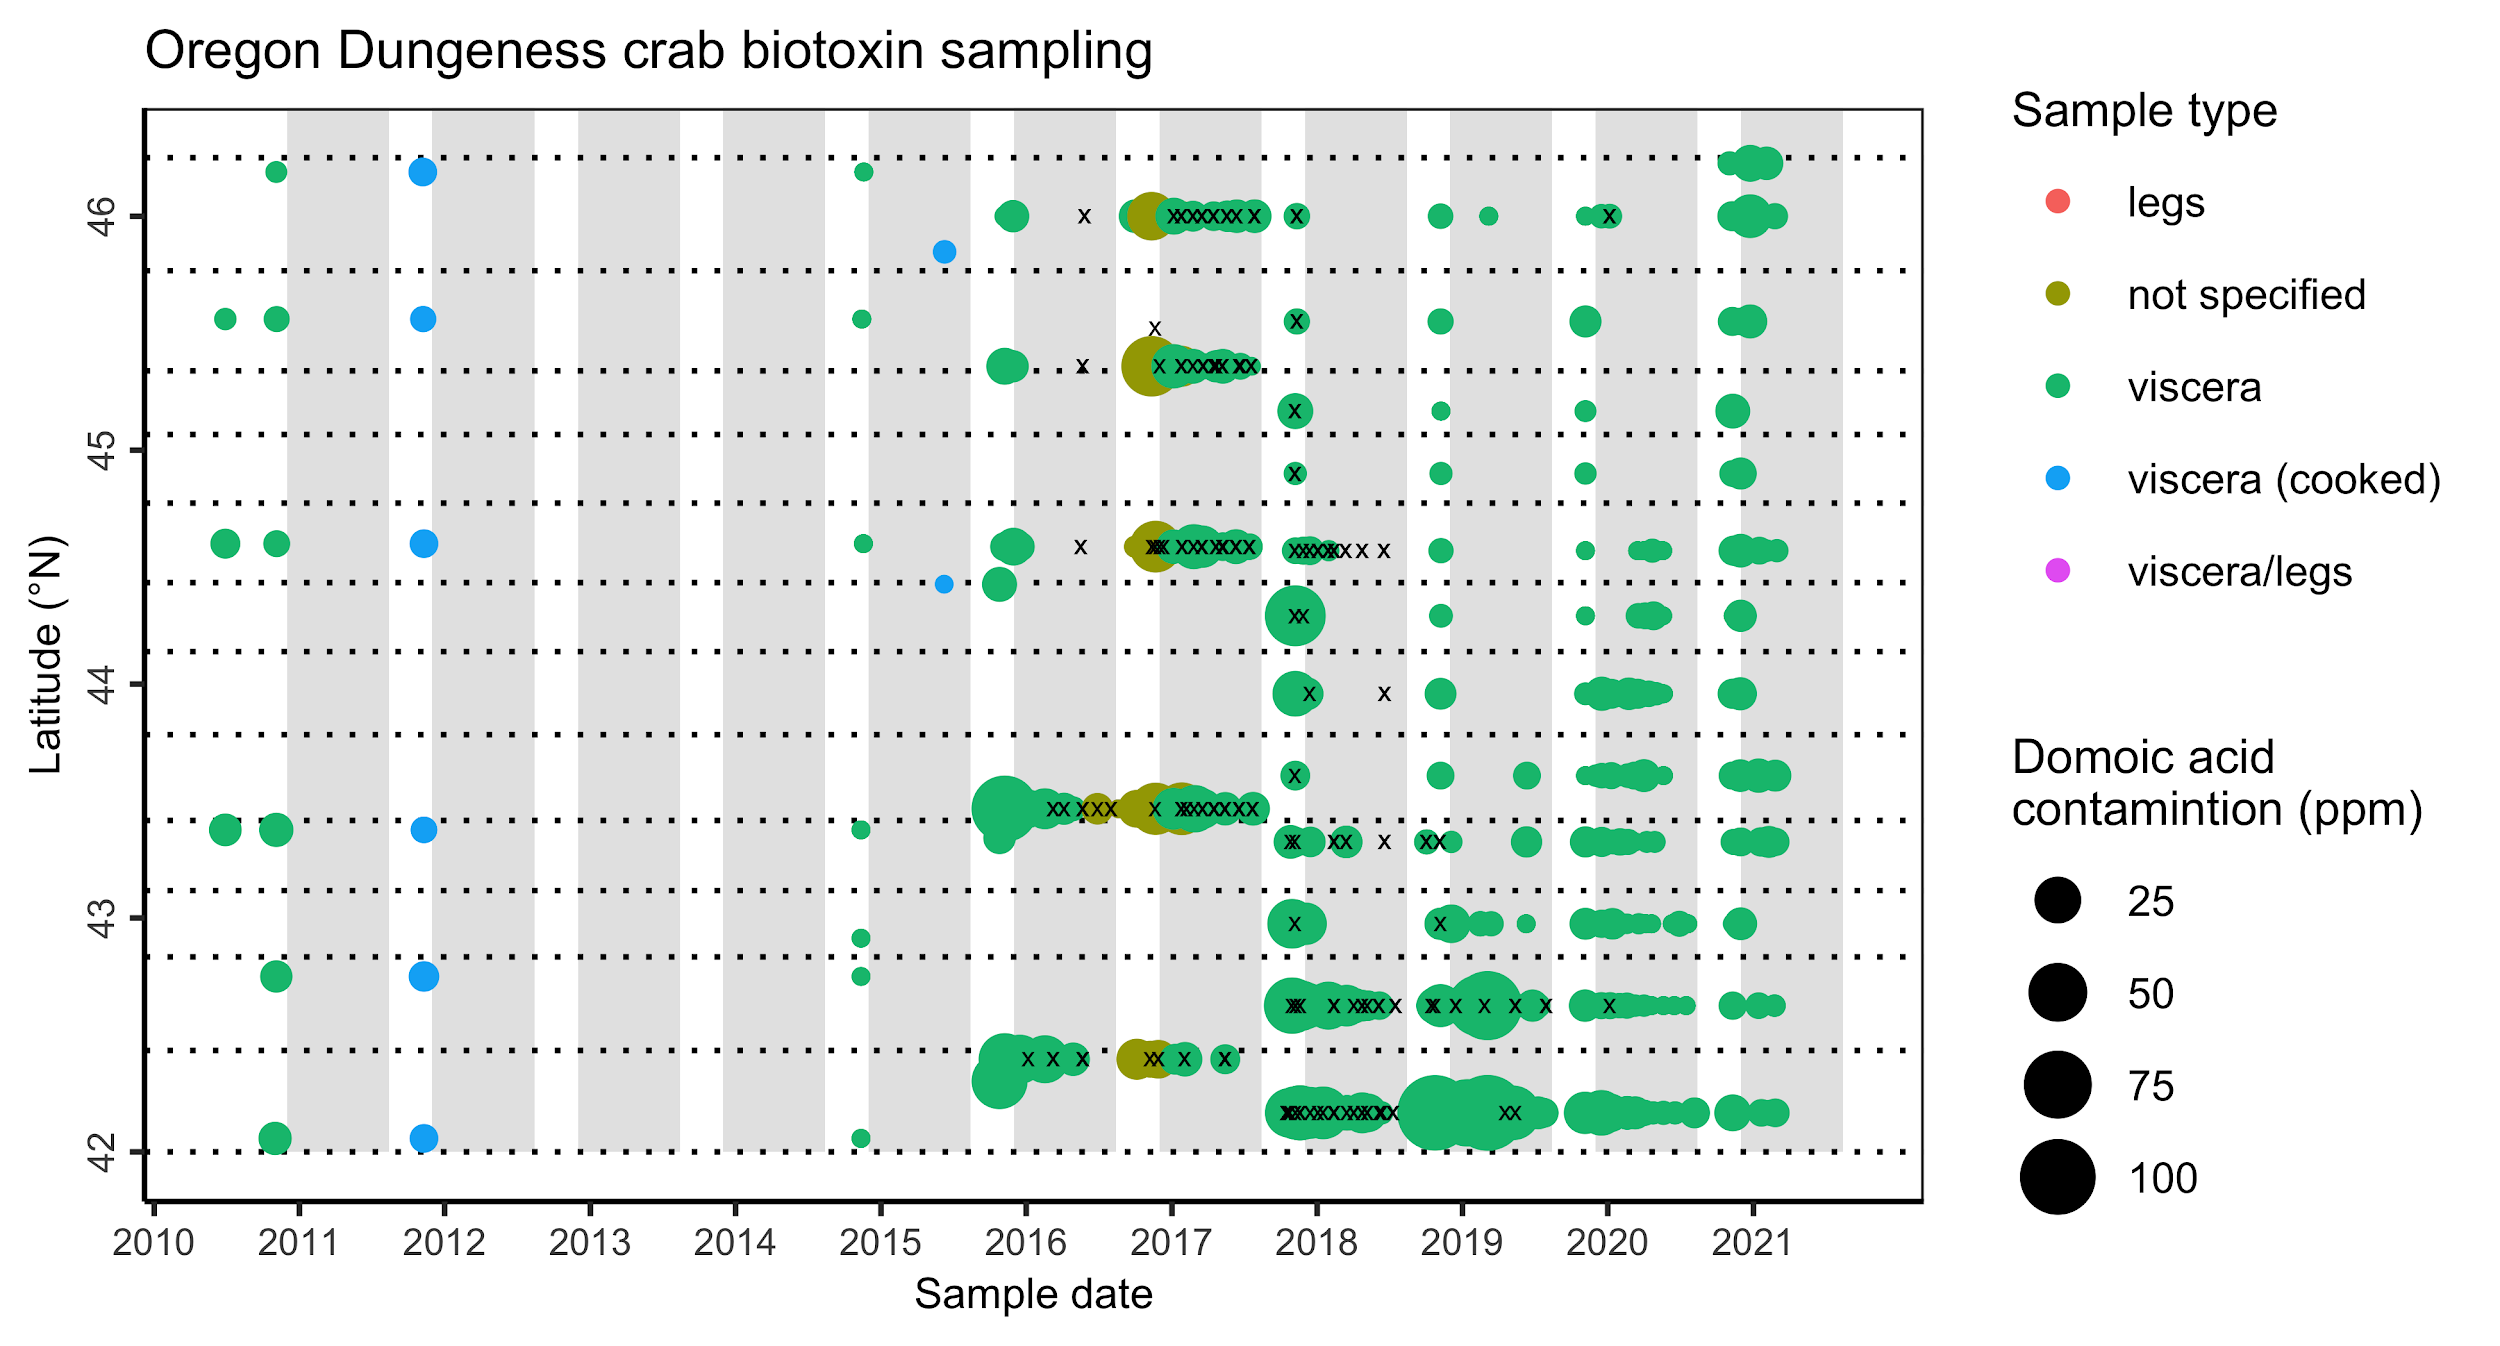 Oregon Dungeness crab biotoxin sampling
Latitude (°N)
46
45
44
43
42
2010 2011 2012 2013 2014 2015 2016 2017 2018 2019 2020 2021
Sample date
Sample type
legs
not specified
viscera
viscera (cooked)
viscera/legs
Domoic acid
contamintion (ppm)
25
50
75
100